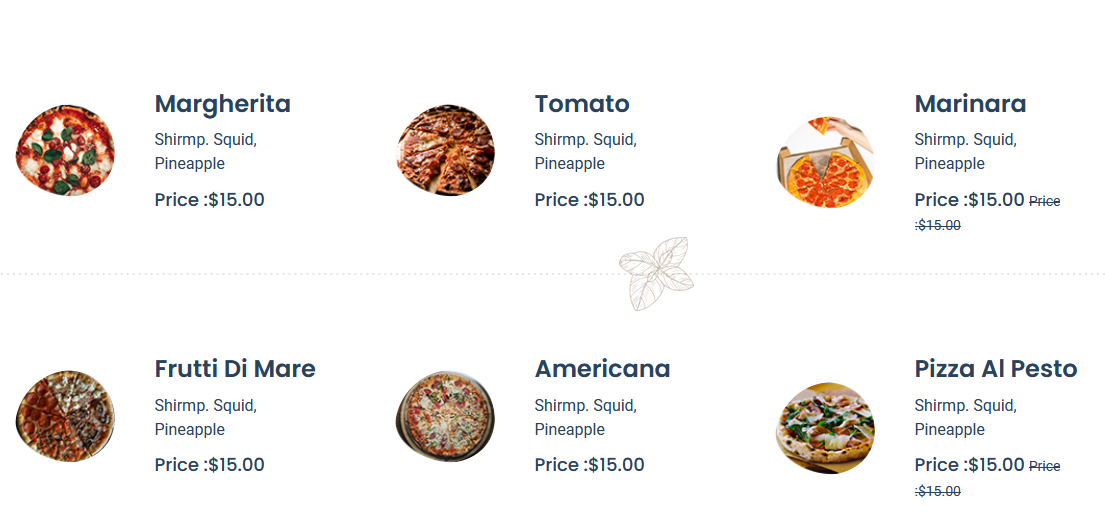 Margherita
Shirmp. Squid,
Pineapple
Price :$15.00
Tomato
Shirmp. Squid,
Pineapple
Price :$15.00
Marinara
Shirmp. Squid,
Pineapple
Price :$15.00 Price
:$15.00
Frutti Di Mare
Shirmp. Squid,
Pineapple
Price :$15.00
Americana
Shirmp. Squid,
Pineapple
Price :$15.00
Pizza Al Pesto
Shirmp. Squid,
Pineapple
Price :$15.00 Price
:$15.00